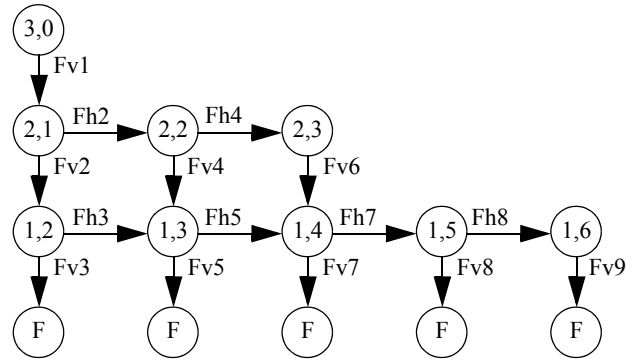 3,0
Fv1
2,1 Fh2 2,2 Fh4 2,3
Fv2 Fv4 Fv6
1,2 Fh3 1,3 Fh5 1,4 Fh7 1,5 Fh8 1,6
Fv3 Fv5 Fv7 Fv8 Fv9
F F F F F